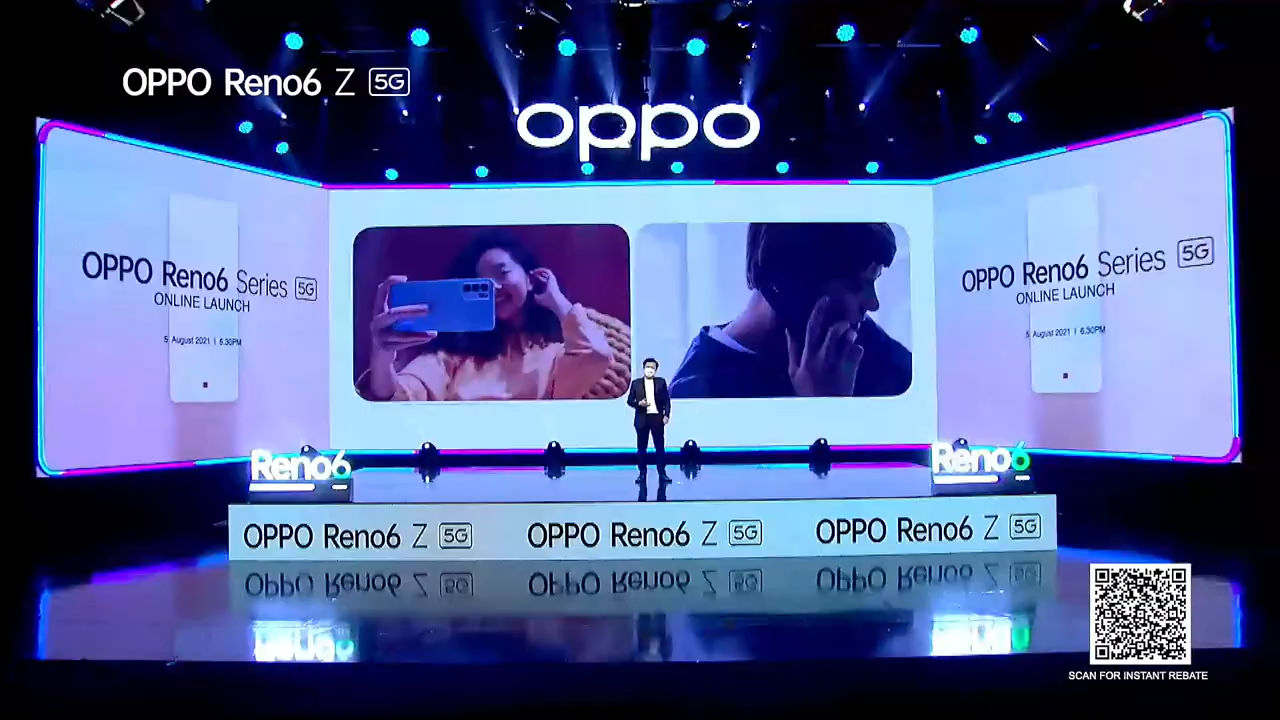 OPPO Reno6 Z 5G
oppo
OPPO Reno6 Series 5G
ONLINE LAUNCH
5 August 2021 | 6.30PM
OPPO Reno6 Series 5G
ONLINE LAUNCH
5 August 2021 | 6.30PM
Reno6
Reno6
OPPO Reno6 Z 5G
OPPO Reno6 Z 5G
OPPO Reno6 Z 5G
SCAN FOR INSTANT REBATE